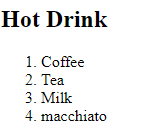 Hot Drink
1. Coffee
2. Tea
3. Milk
4. macchiato